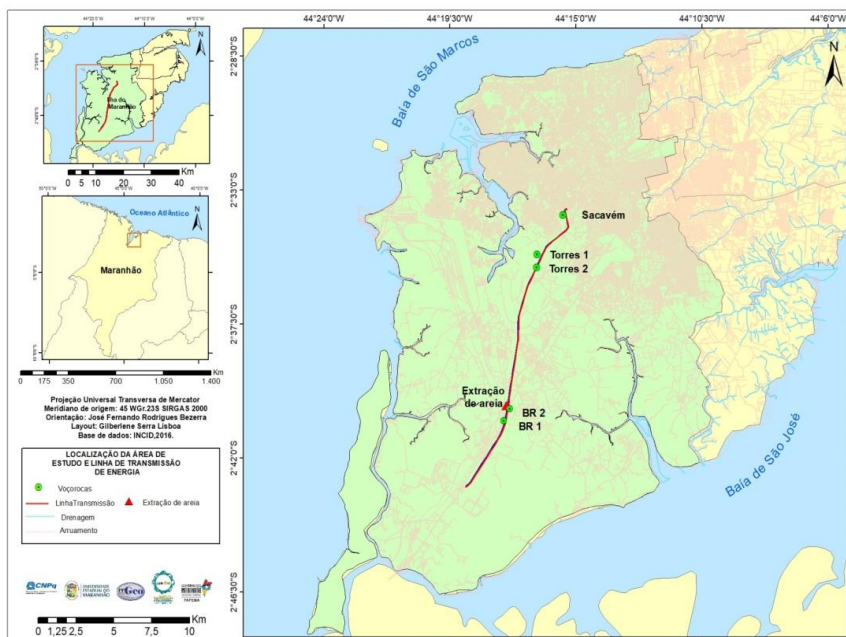 44°24'0"W 44°19'30"W 44°15'0"W 44°10'30"W 44°6'0"W
N
Ilha do
Maranhão
Km
0 5 10 20 30 40
N
Oceano Atlântico
Maranhão
Km
0 175 350 700 1.050 1.400
Projeção Universal Transversa de Mercator
Meridiano de origem: 45 WGr.23S SIRGAS 2000
Orientação: José Fernando Rodrigues Bezerra
Layout: Gilberlene Serra Lisboa
Base de dados: INCID,2016.
LOCALIZAÇÃO DA ÁREA DE
ESTUDO E LINHA DE TRANSMISSÃO
DE ENERGIA
Voçorocas
LinhaTransmissão
Extração de areia
Drenagem
Arruamento
CNPq
UNIVERSIDADE
ESTADUAL DO
MARANHÃO
Geo
FAPEMA
Km
0 1,25 2,5 5 7,5 10
2°28'30"S
2°33'0"S
2°37'30"S
2°42'0"S
2°46'30"S
Baía de São Marcos
N
Sacavém
Torres 1
Torres 2
Extração
de areia
BR 2
BR 1
Baía de São José